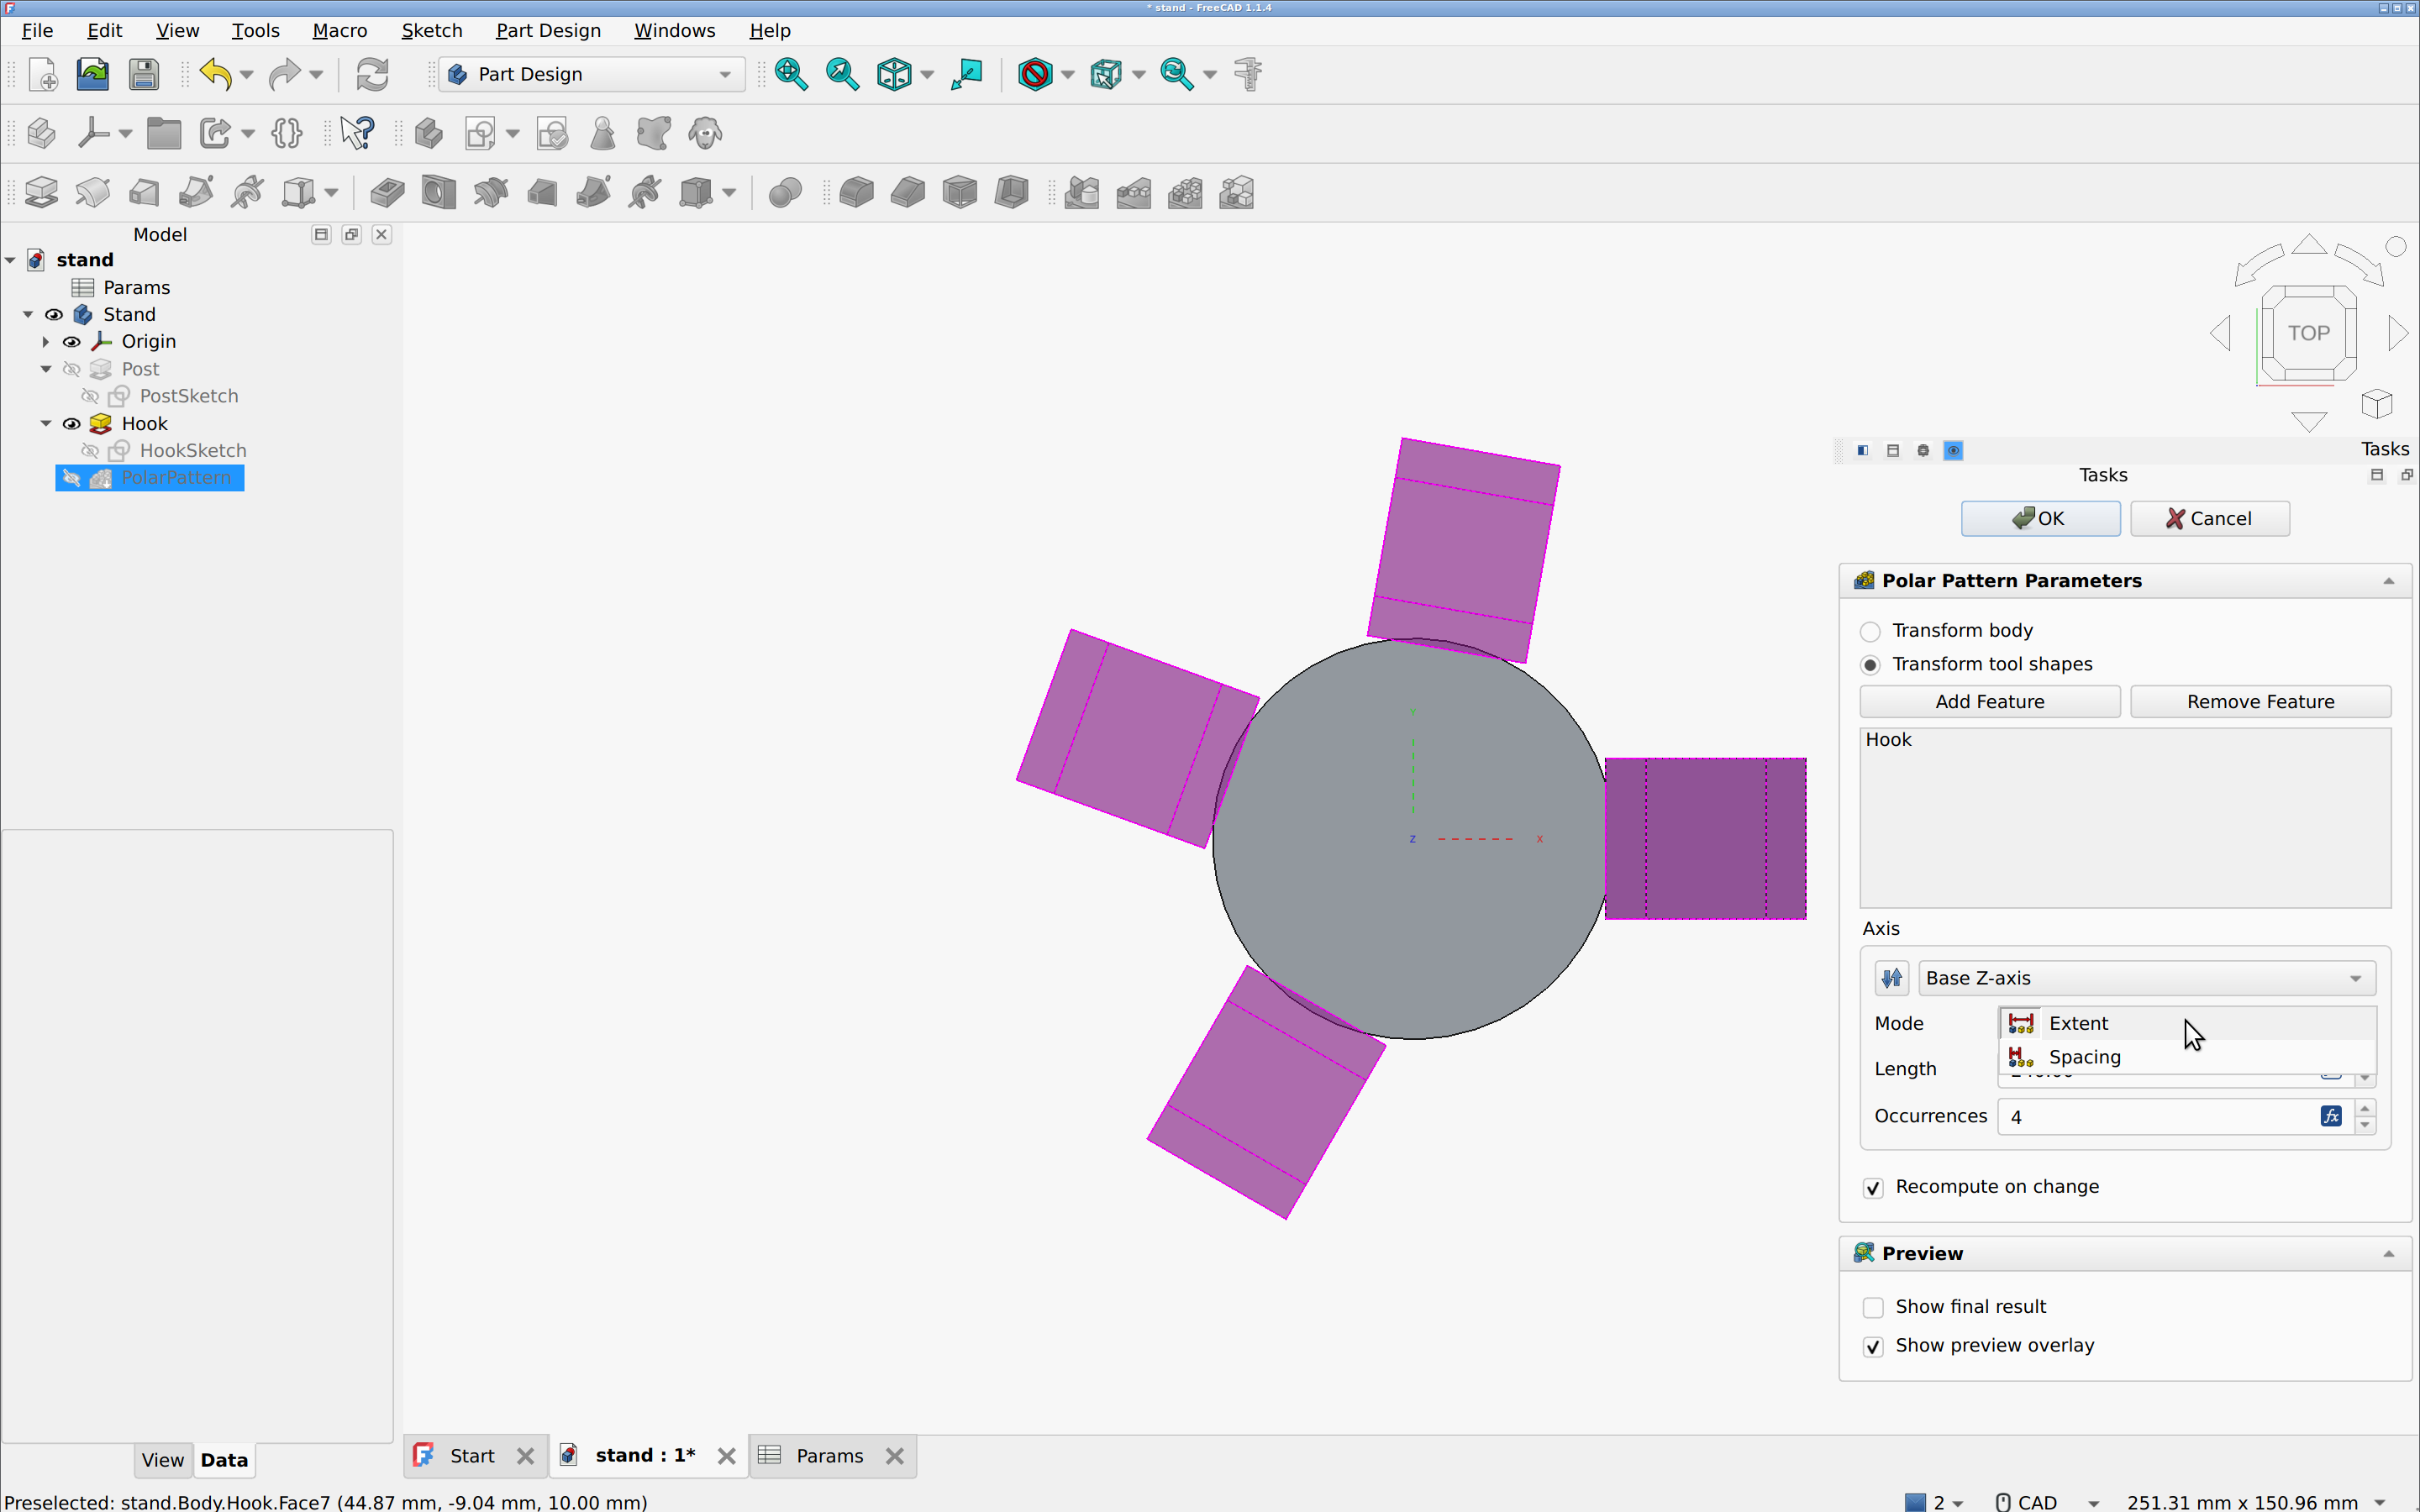 * stand - FreeCAD 1.1.4
File Edit View Tools Macro Sketch Part Design Windows Help
Part Design
Model
stand
Params
Stand
Origin
Post
PostSketch
Hook
HookSketch
PolarPattern
TOP
Y
Z
X
Tasks
Tasks
OK Cancel
Polar Pattern Parameters
Transform body
Transform tool shapes
Add Feature Remove Feature
Hook
Axis
Base Z-axis
Mode Extent
Spacing
Length
Occurrences 4
Recompute on change
Preview
Show final result
Show preview overlay
View Data
Start stand : 1* Params
Preselected: stand.Body.Hook.Face7 (44.87 mm, -9.04 mm, 10.00 mm)
2 CAD 251.31 mm x 150.96 mm